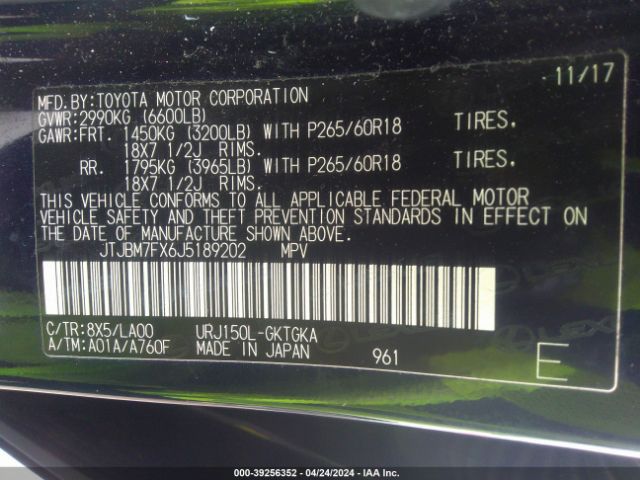 11/17
MFD.BY:TOYOTA MOTOR CORPORATION
GVWR:2990KG (6600LB)
GAWR:FRT. 1450KG (3200LB) WITH P265/60R18 TIRES.
18X7 1/2J RIMS.
RR. 1795KG (3965LB) WITH P265/60R18 TIRES.
18X7 1/2J RIMS.
THIS VEHICLE CONFORMS TO ALL APPLICABLE FEDERAL MOTOR
VEHICLE SAFETY AND THEFT PREVENTION STANDARDS IN EFFECT ON
THE DATE OF MANUFACTURE SHOWN ABOVE.
JTJBM7FX6J5189202 MPV
C/TR:8X5/LA00 URJ150L-GKTGKA
A/TM:A01A/A760F MADE IN JAPAN 961
E
000-39256352 - 04/24/2024 - IAA Inc.